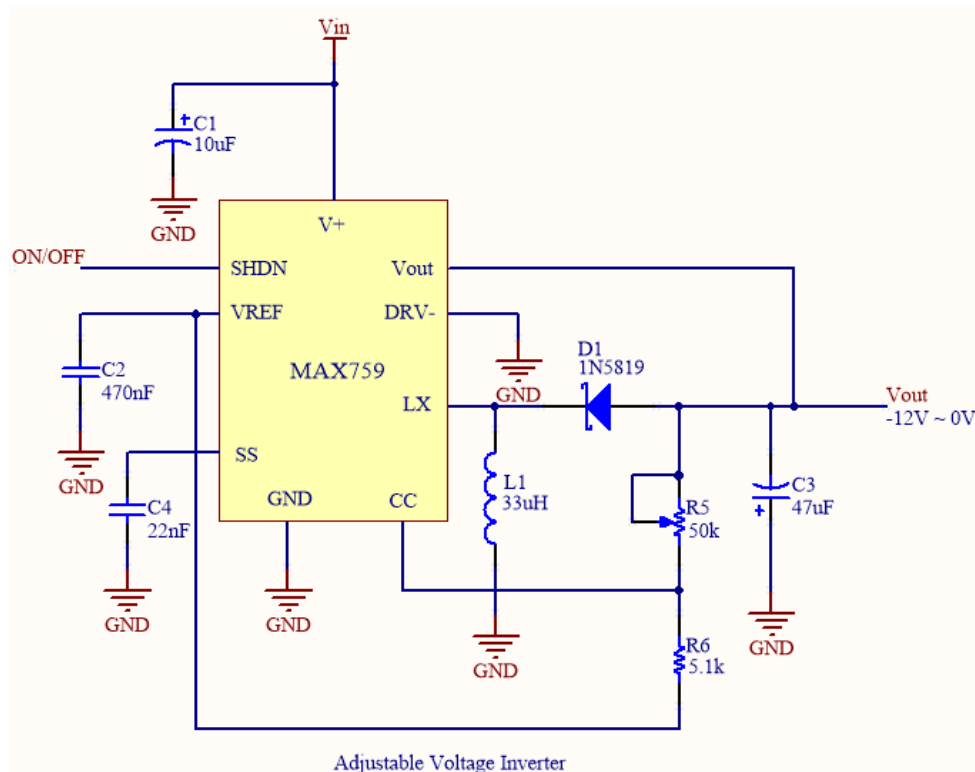 Vin
+
C1
10uF
GND
V+
ON/OFF
SHDN
Vout
VREF
DRV-
MAX759
C2
470nF
GND
D1
1N5819
GND
LX
Vout
-12V ~ 0V
SS
C4
22nF
GND
CC
L1
33uH
R5
50k
C3
47uF
+
GND
GND
GND
GND
R6
5.1k
Adjustable Voltage Inverter